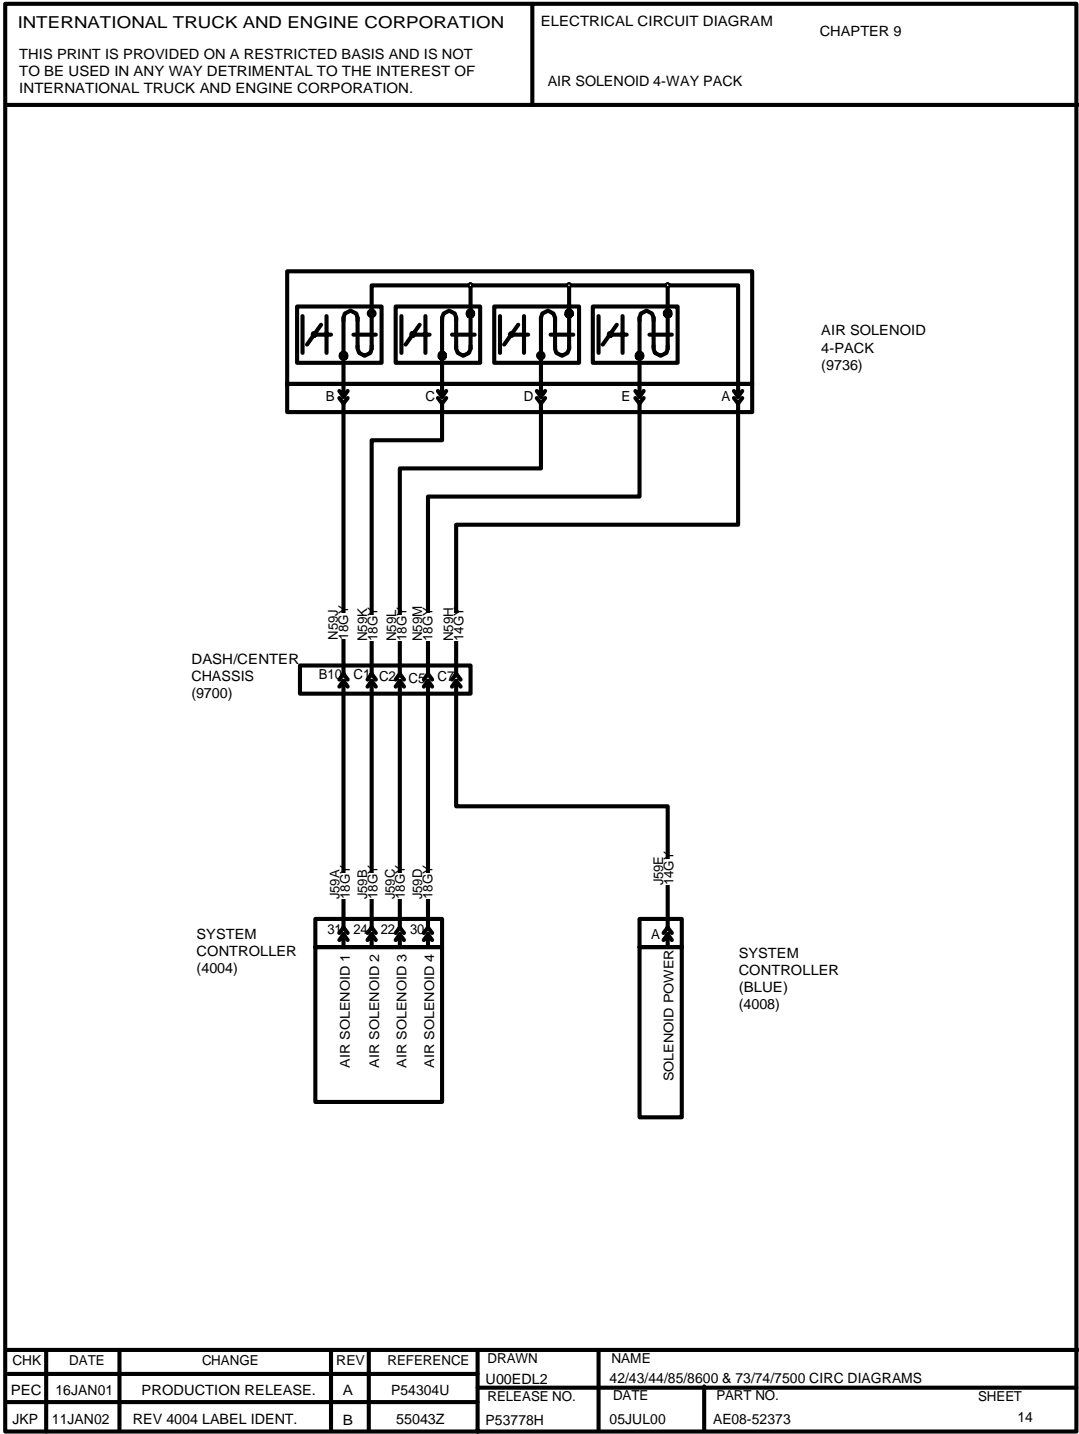 INTERNATIONAL TRUCK AND ENGINE CORPORATION
THIS PRINT IS PROVIDED ON A RESTRICTED BASIS AND IS NOT
TO BE USED IN ANY WAY DETRIMENTAL TO THE INTEREST OF
INTERNATIONAL TRUCK AND ENGINE CORPORATION.
ELECTRICAL CIRCUIT DIAGRAM
CHAPTER 9
AIR SOLENOID 4-WAY PACK
AIR SOLENOID
4-PACK
(9736)
B C D E A
N59J
18GY
N59K
18GY
N59L
18GY
N59M
18GY
N59H
14GY
DASH/CENTER
CHASSIS
(9700)
B10 C1 C2 C5 C7
J59A
18GY
J59B
18GY
J59C
18GY
J59D
18GY
J59E
14GY
SYSTEM
CONTROLLER
(4004)
31 24 22 30
AIR SOLENOID 1
AIR SOLENOID 2
AIR SOLENOID 3
AIR SOLENOID 4
A
SOLENOID POWER
SYSTEM
CONTROLLER
(BLUE)
(4008)
CHK DATE CHANGE REV REFERENCE
PEC 16JAN01 PRODUCTION RELEASE. A P54304U
JKP 11JAN02 REV 4004 LABEL IDENT. B 55043Z
DRAWN
U00EDL2
NAME
42/43/44/85/8600 & 73/74/7500 CIRC DIAGRAMS
RELEASE NO.
P53778H
DATE
05JUL00
PART NO.
AE08-52373
SHEET
14